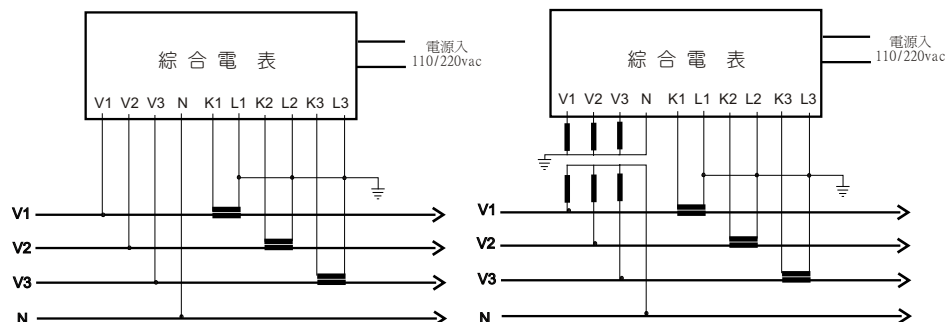 綜合電表
電源入
110/220vac
V1 V2 V3 N K1 L1 K2 L2 K3 L3
V1
V2
V3
N
綜合電表
電源入
110/220vac
V1 V2 V3 N K1 L1 K2 L2 K3 L3
V1
V2
V3
N